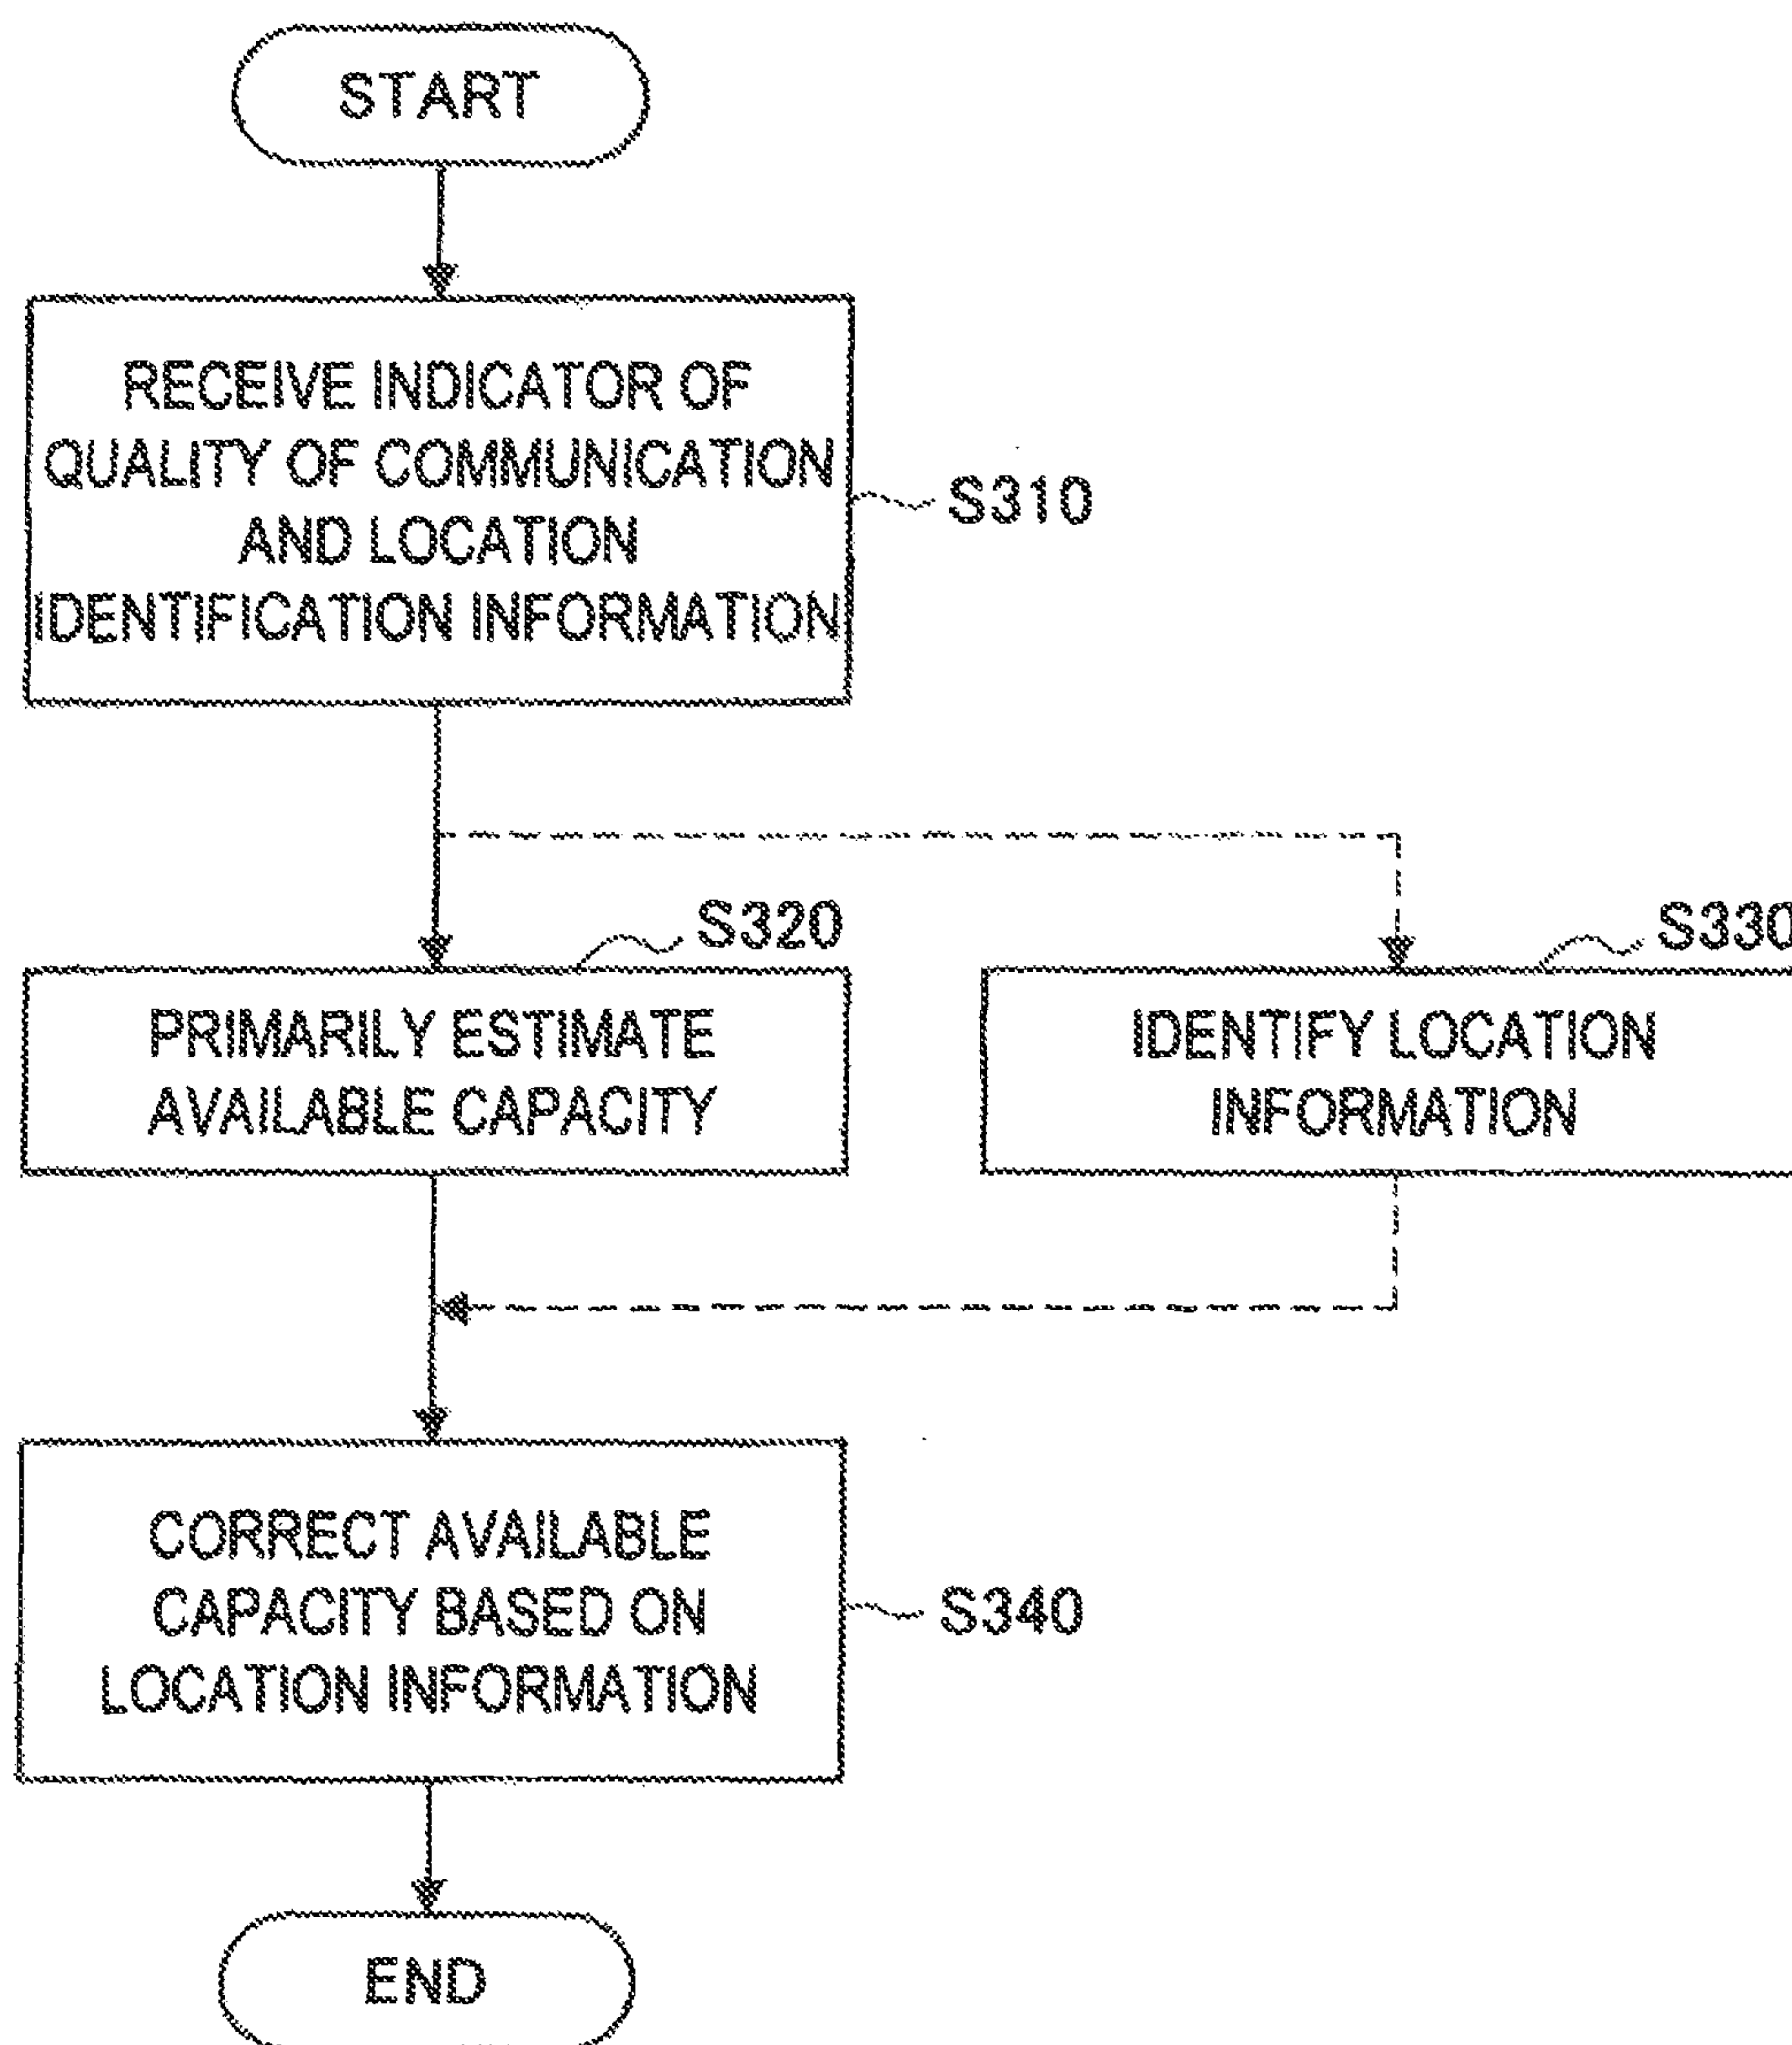 START
RECEIVE INDICATOR OF
QUALITY OF COMMUNICATION
AND LOCATION
IDENTIFICATION INFORMATION
S310
S320
PRIMARILY ESTIMATE
AVAILABLE CAPACITY
S330
IDENTIFY LOCATION
INFORMATION
CORRECT AVAILABLE
CAPACITY BASED ON
LOCATION INFORMATION
S340
END